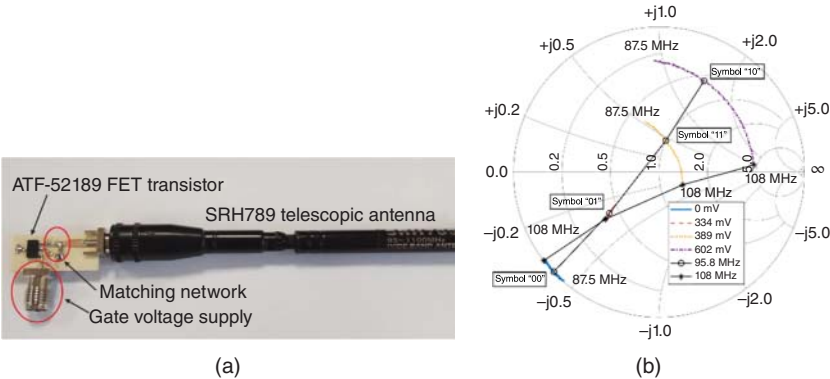 ATF-52189 FET transistor
SRH789 telescopic antenna
Matching network
Gate voltage supply
(a)
+j1.0
87.5 MHz
+j0.5
+j2.0
Symbol “10”
+j0.2
87.5 MHz
+j5.0
Symbol “11”
0.0
0.2
0.5
1.0
2.0
5.0
∞
108 MHz
108 MHz
Symbol “01”
–j0.2
108 MHz
0 mV
334 mV
389 mV
602 mV
95.8 MHz
108 MHz
–j5.0
Symbol “00”
87.5 MHz
–j0.5
–j2.0
–j1.0
(b)